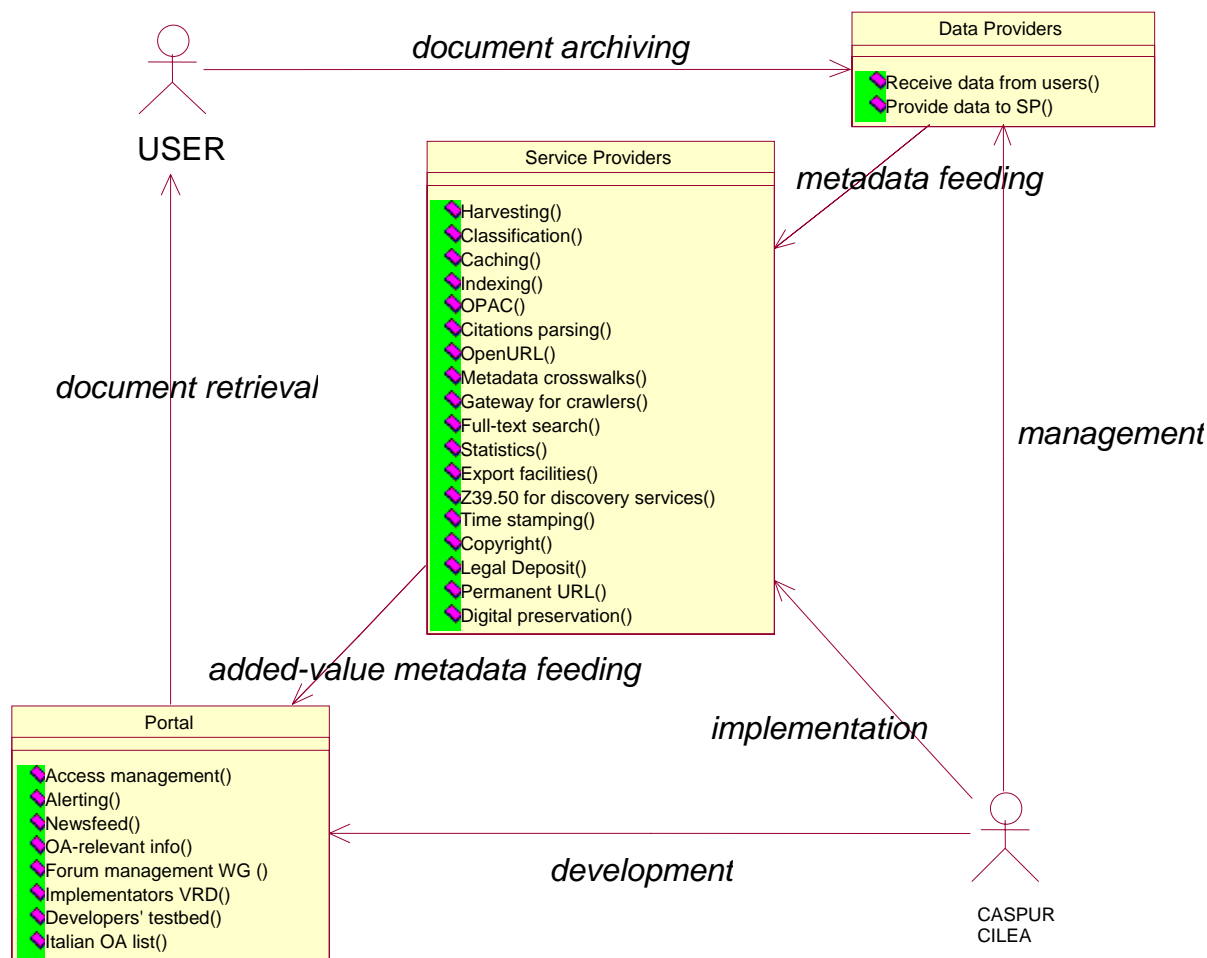 document archiving
USER
Data Providers
Receive data from users()
Provide data to SP()
metadata feeding
Service Providers
Harvesting()
Classification()
Caching()
Indexing()
OPAC()
Citations parsing()
OpenURL()
Metadata crosswalks()
Gateway for crawlers()
Full-text search()
Statistics()
Export facilities()
Z39.50 for discovery services()
Time stamping()
Copyright()
Legal Deposit()
Permanent URL()
Digital preservation()
document retrieval
management
added-value metadata feeding
implementation
Portal
Access management()
Alerting()
Newsfeed()
OA-relevant info()
Forum management WG ()
Implementators VRD()
Developers' testbed()
Italian OA list()
development
CASPUR
CILEA